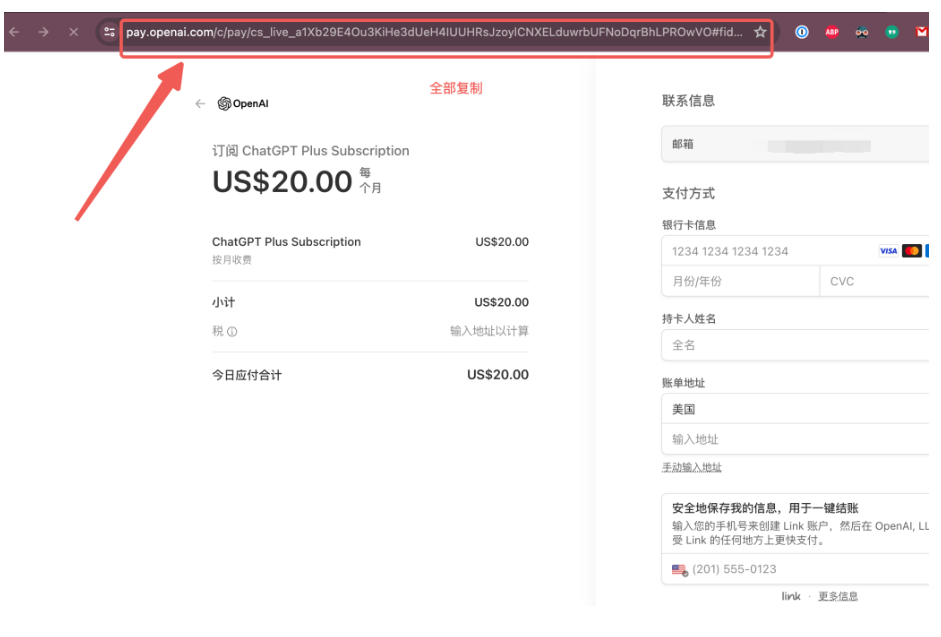 pay.openai.com/c/pay/cs_live_a1Xb29E4Ou3KiHe3dUeH4IUUHRsJzoylCNXELduwrbUFNoDqrBhLPROwVO#fid...
ABP
全部复制
OpenAI
订阅 ChatGPT Plus Subscription
US$20.00 每个月
ChatGPT Plus Subscription US$20.00
按月收费
小计 US$20.00
税 输入地址以计算
今日应付合计 US$20.00
联系信息
邮箱
支付方式
银行卡信息
1234 1234 1234 1234 VISA
月份/年份 CVC
持卡人姓名
全名
账单地址
美国
输入地址
手动输入地址
安全地保存我的信息，用于一键结账
输入您的手机号来创建 Link 账户，然后在 OpenAI, LL
受 Link 的任何地方上更快支付。
(201) 555-0123
link · 更多信息